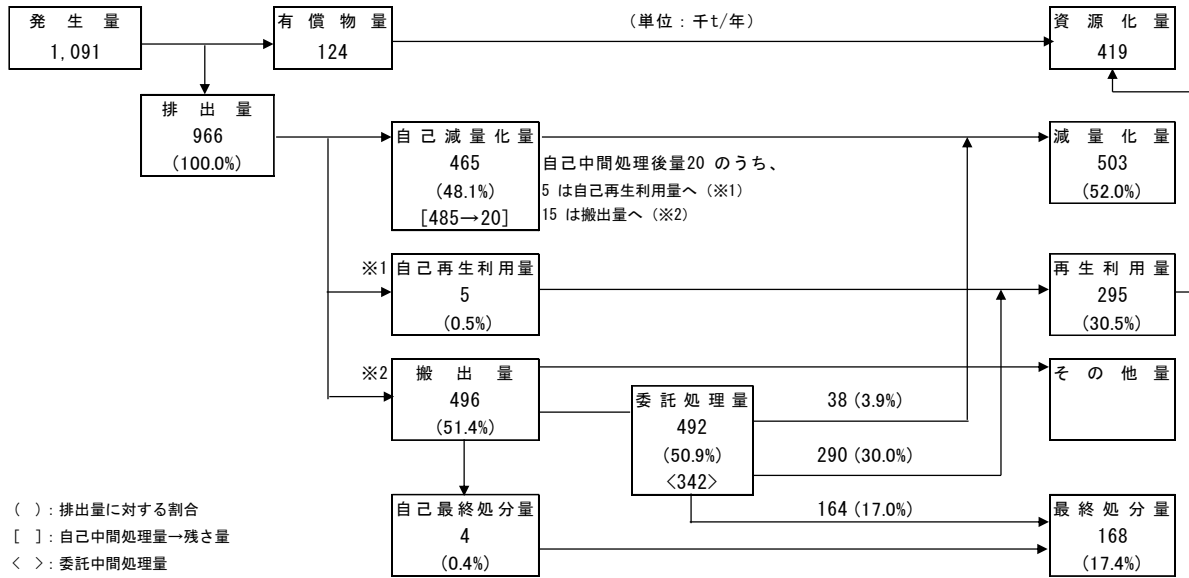 発生量
1,091
有償物量
124
（単位：千t/年）
資源化量
419
排出量
966
(100.0%)
自己減量化量
465
(48.1%)
[485→20]
自己中間処理後量20 のうち、
5 は自己再生利用量へ（※1）
15 は搬出量へ（※2）
減量化量
503
(52.0%)
※1
自己再生利用量
5
(0.5%)
再生利用量
295
(30.5%)
※2
搬出量
496
(51.4%)
その他量
委託処理量
492
(50.9%)
<342>
38 (3.9%)
290 (30.0%)
164 (17.0%)
自己最終処分量
4
(0.4%)
最終処分量
168
(17.4%)
（ ）：排出量に対する割合
［ ］：自己中間処理量→残さ量
〈 〉：委託中間処理量